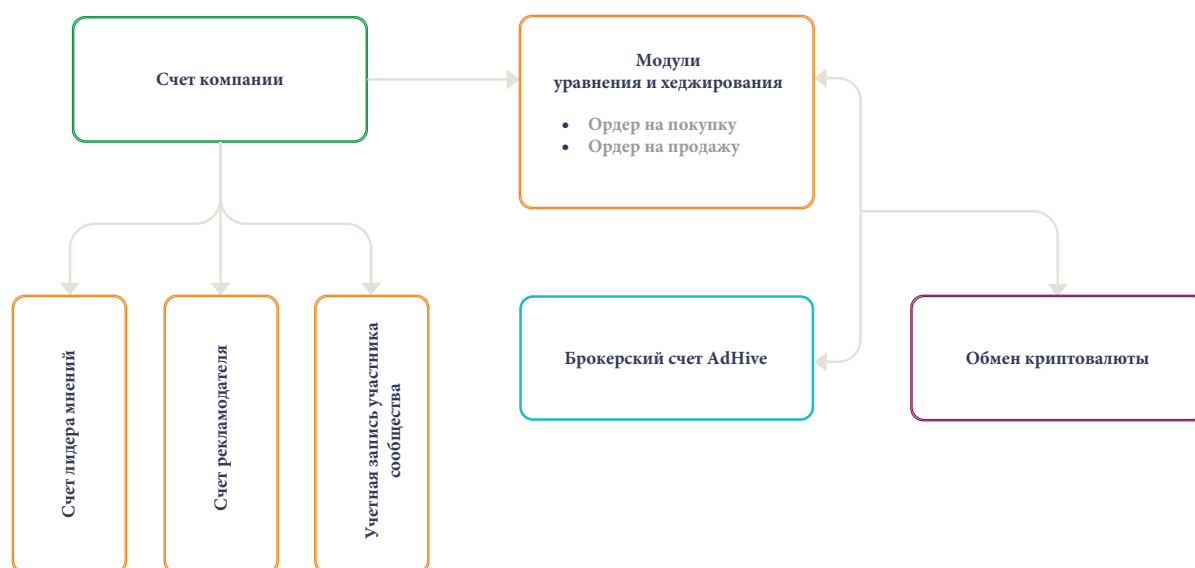 Счет компании
Модули
уравнения и хеджирования
• Ордер на покупку
• Ордер на продажу
Счет лидера мнений
Счет рекламодателя
Учетная запись участника
сообщества
Брокерский счет AdHive
Обмен криптовалюты